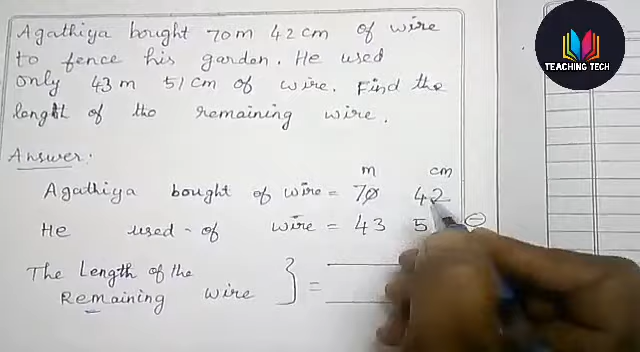 Agathiya bought 70m 42cm of wire
to fence his garden. He used
only 43m 51cm of wire. Find the
length of the remaining wire.
TEACHING TECH
Answer:
m cm
Agathiya bought of wire = 70 42
He used of wire = 43 5
The Length of the
Remaining wire } =